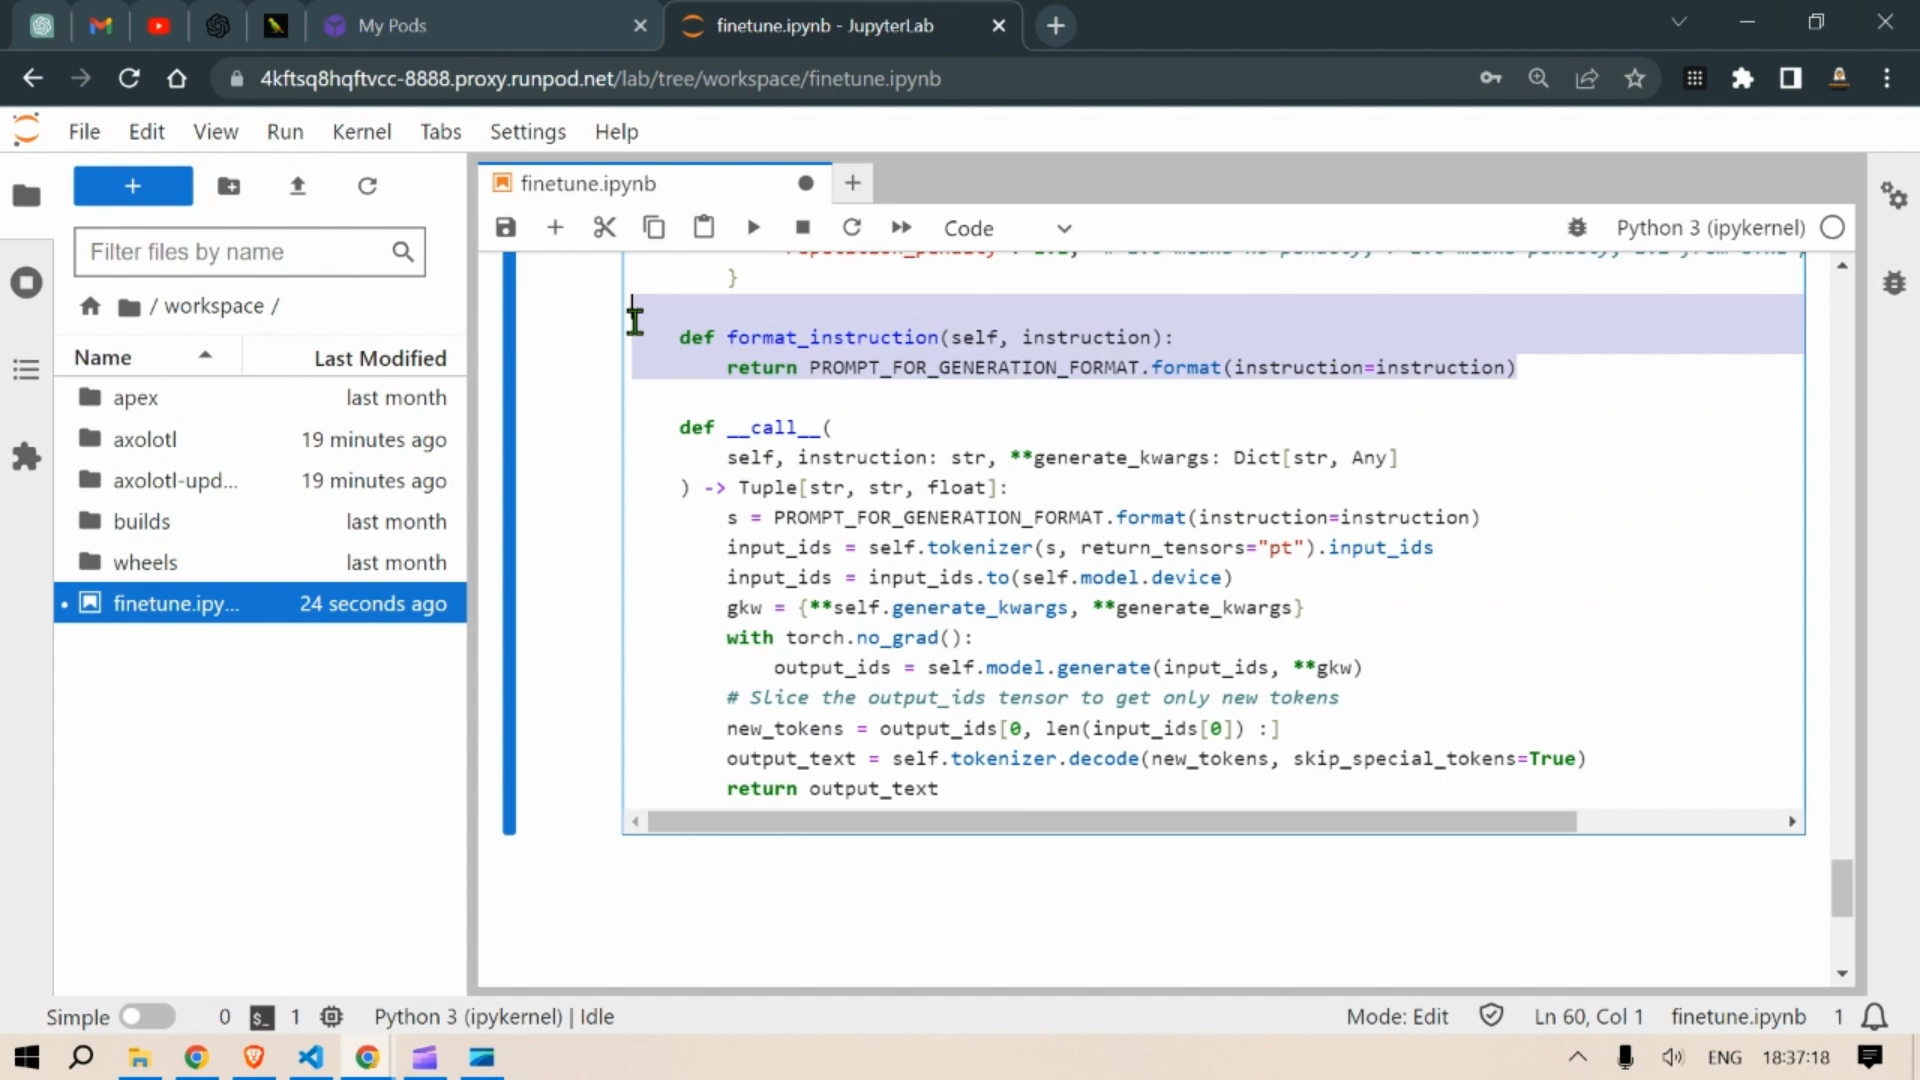 My Pods
finetune.ipynb - JupyterLab
4kftsq8hqftvcc-8888.proxy.runpod.net/lab/tree/workspace/finetune.ipynb
File Edit View Run Kernel Tabs Settings Help
finetune.ipynb
Code
Python 3 (ipykernel)
Filter files by name
/ workspace /
Name Last Modified
apex last month
axolotl 19 minutes ago
axolotl-upd... 19 minutes ago
builds last month
wheels last month
finetune.ipy... 24 seconds ago
}
def format_instruction(self, instruction):
return PROMPT_FOR_GENERATION_FORMAT.format(instruction=instruction)
def __call__(
self, instruction: str, **generate_kwargs: Dict[str, Any]
) -> Tuple[str, str, float]:
s = PROMPT_FOR_GENERATION_FORMAT.format(instruction=instruction)
input_ids = self.tokenizer(s, return_tensors="pt").input_ids
input_ids = input_ids.to(self.model.device)
gkw = {**self.generate_kwargs, **generate_kwargs}
with torch.no_grad():
output_ids = self.model.generate(input_ids, **gkw)
# Slice the output_ids tensor to get only new tokens
new_tokens = output_ids[0, len(input_ids[0]) :]
output_text = self.tokenizer.decode(new_tokens, skip_special_tokens=True)
return output_text
Simple 0 $_ 1 Python 3 (ipykernel) | Idle Mode: Edit Ln 60, Col 1 finetune.ipynb 1
ENG 18:37:18